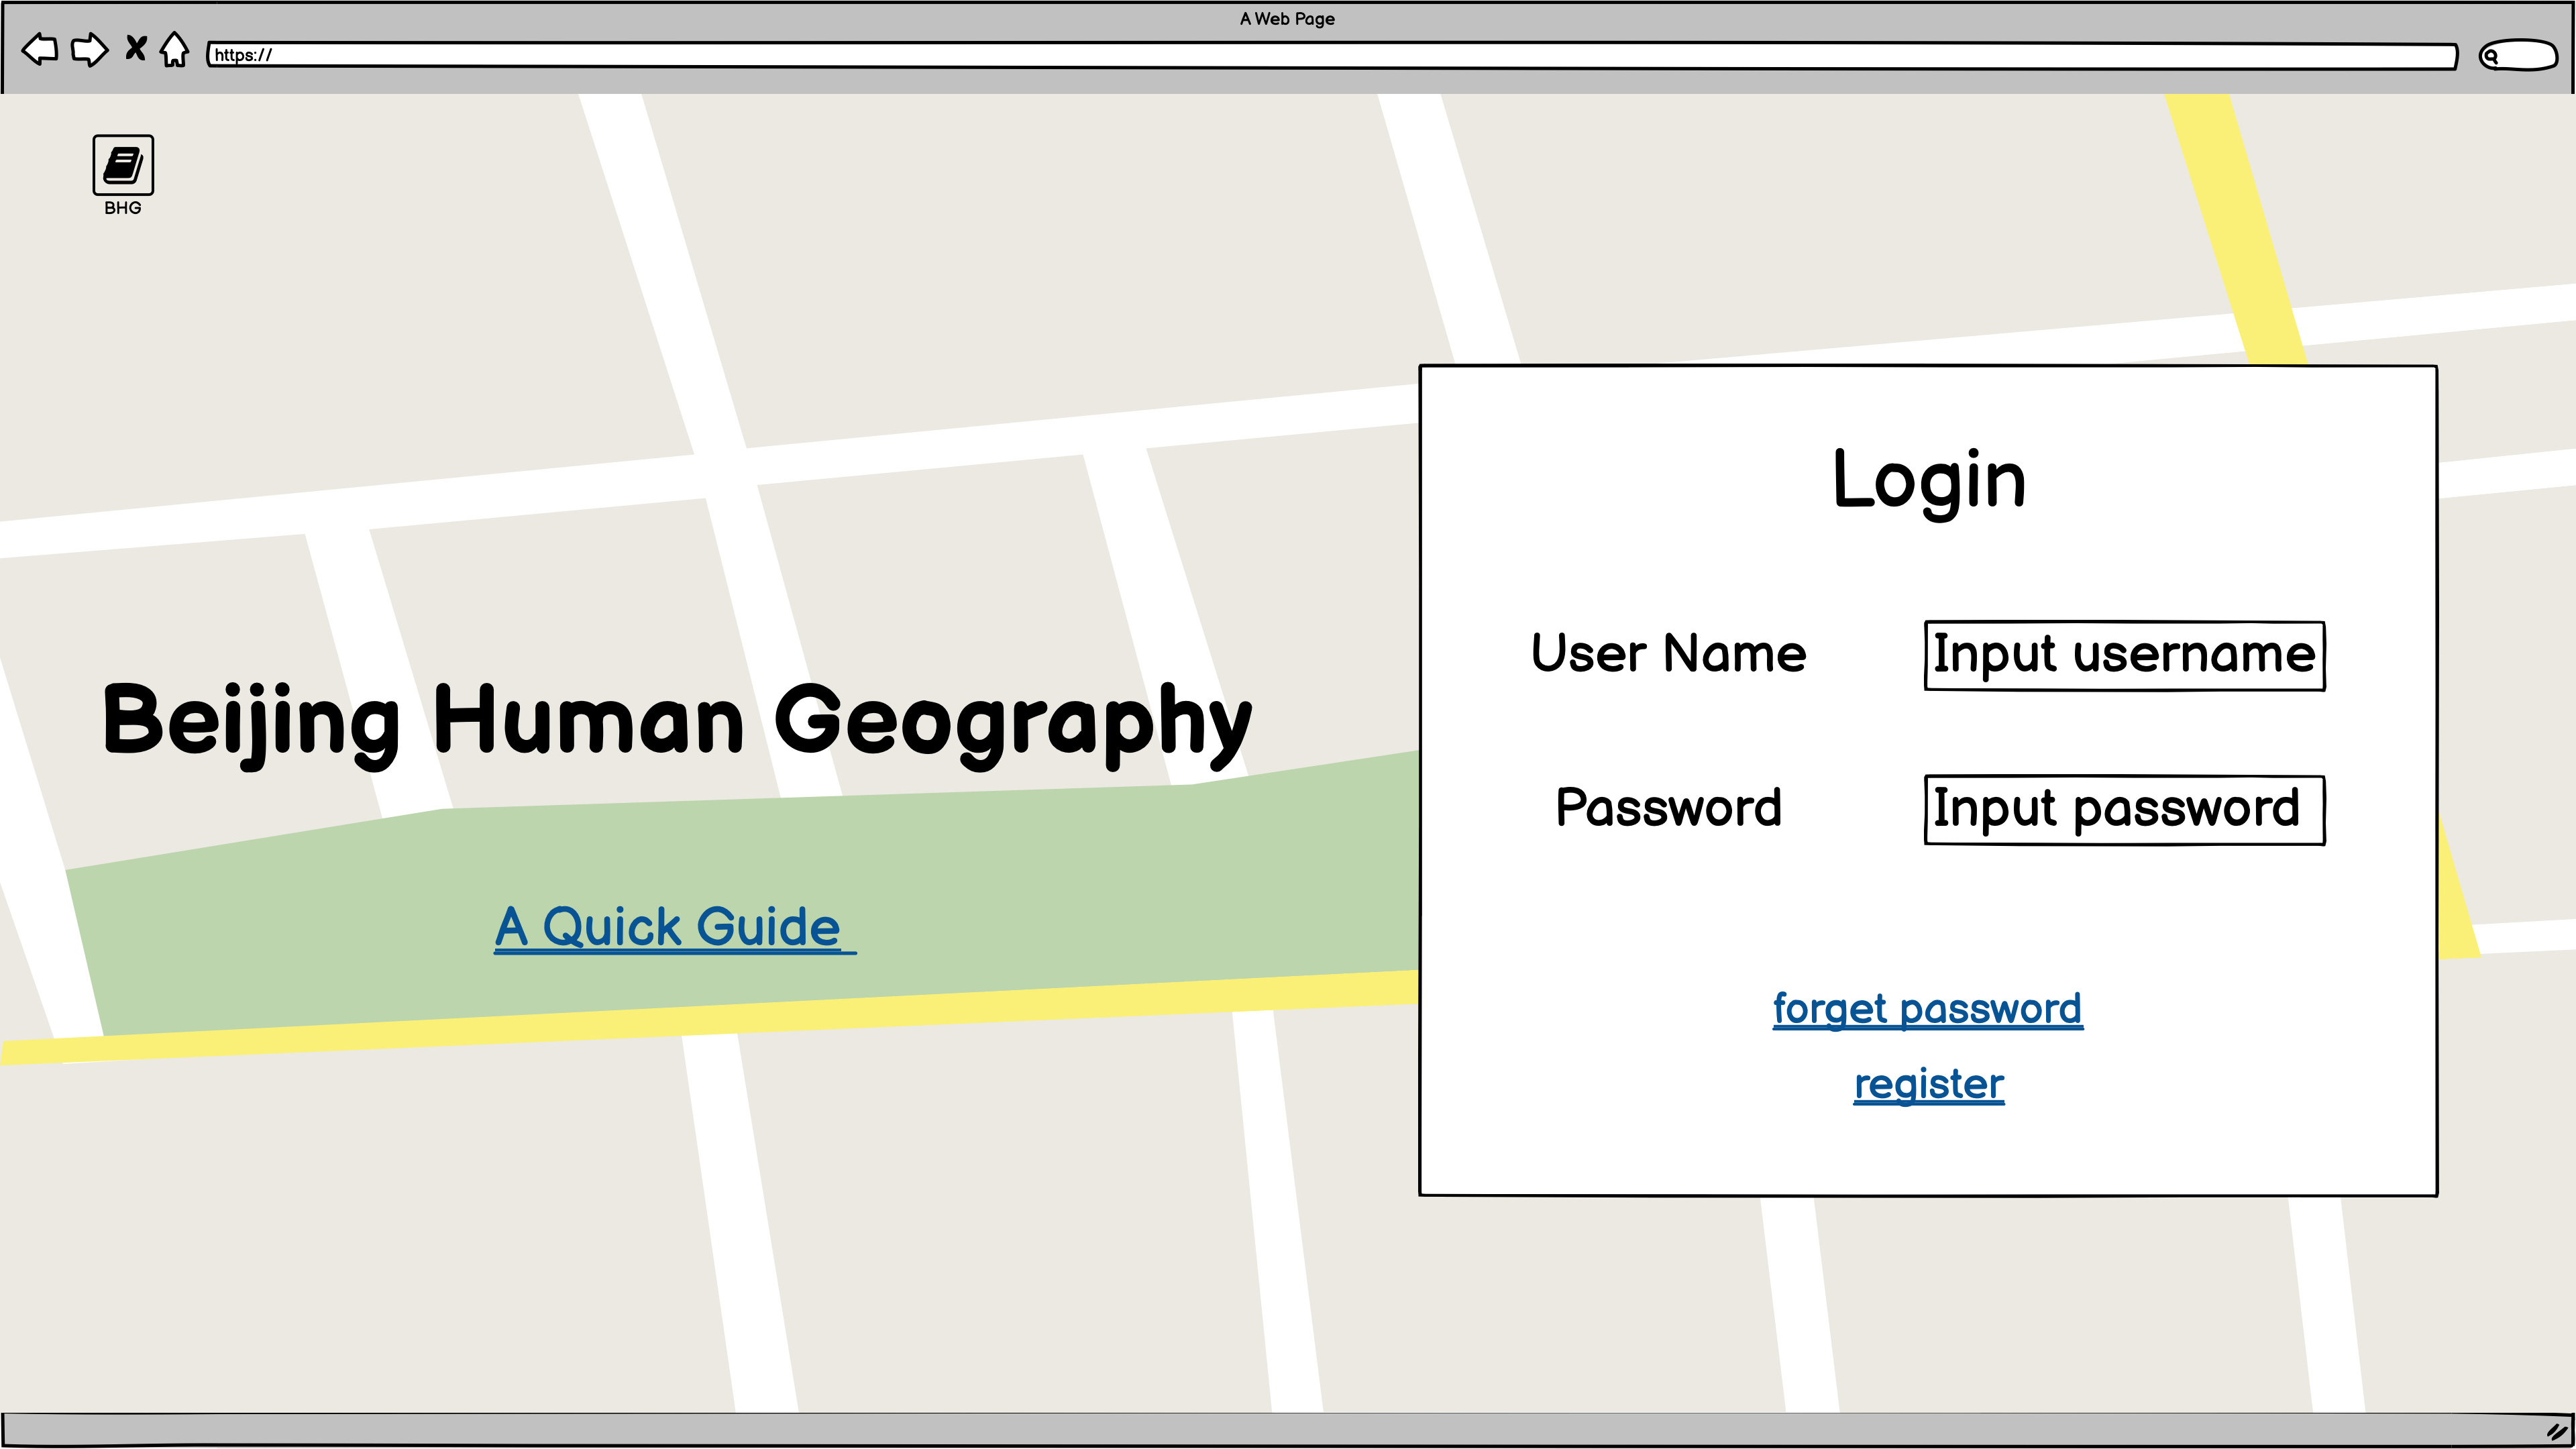 A Web Page
https://
BHG
Beijing Human Geography
A Quick Guide
Login
User Name
Input username
Password
Input password
forget password
register